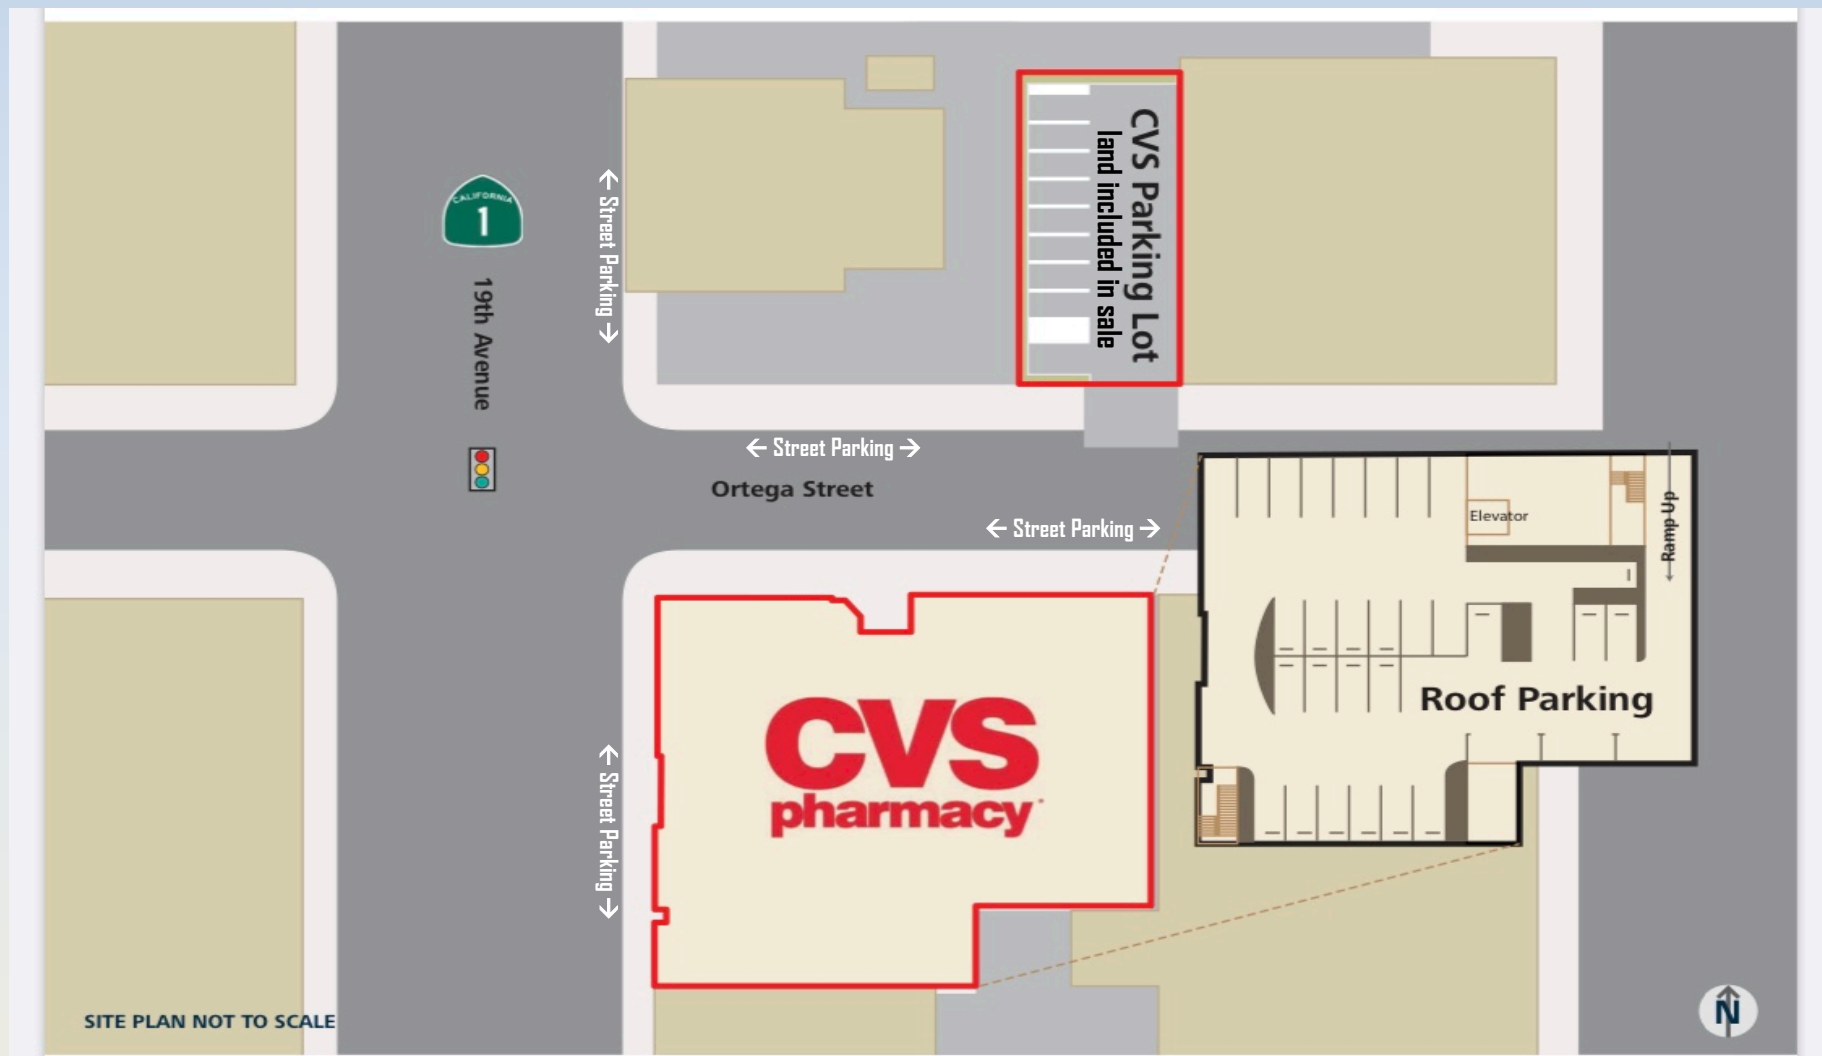 CALIFORNIA
1
19th Avenue
← Street Parking →
CVS Parking Lot
land included in sale
← Street Parking →
Ortega Street
← Street Parking →
Elevator
Ramp Up
Roof Parking
CVS
pharmacy
← Street Parking →
SITE PLAN NOT TO SCALE
N